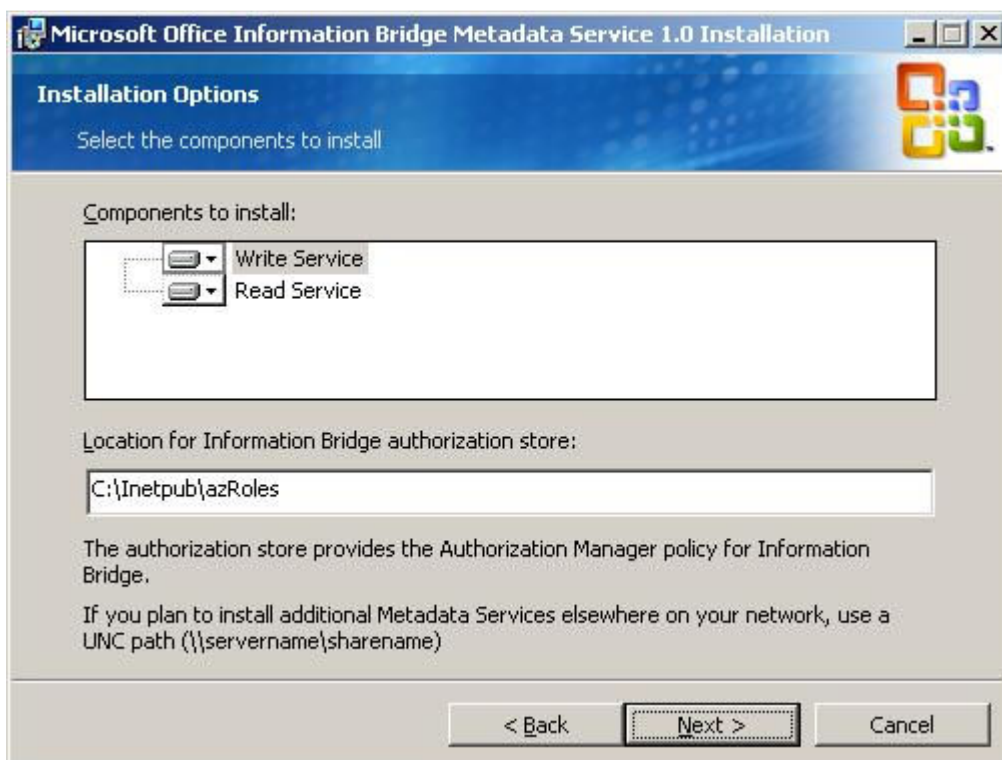 Microsoft Office Information Bridge Metadata Service 1.0 Installation
Installation Options
Select the components to install
Components to install:
Write Service
Read Service
Location for Information Bridge authorization store:
C:\Inetpub\azRoles
The authorization store provides the Authorization Manager policy for Information
Bridge.
If you plan to install additional Metadata Services elsewhere on your network, use a
UNC path (\\servername\sharename)
< Back
Next >
Cancel